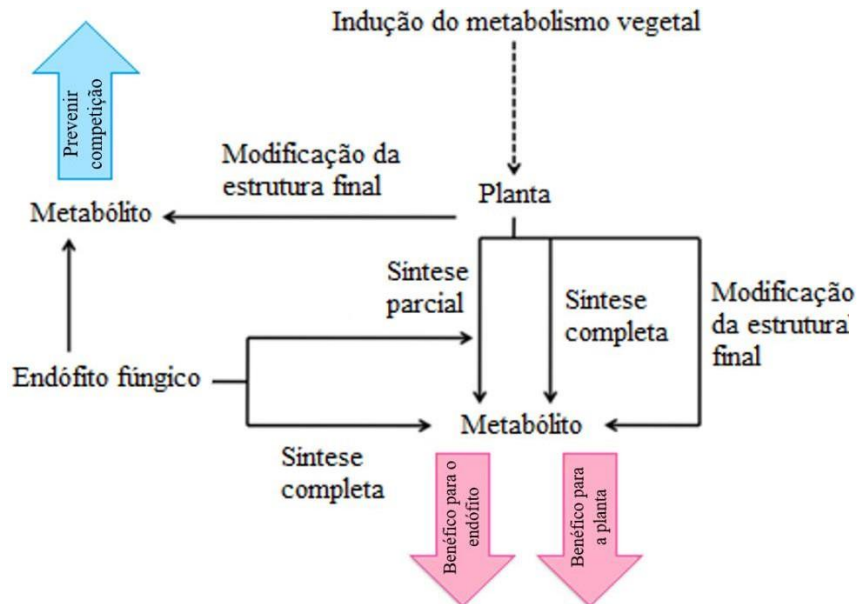 Indução do metabolismo vegetal
Prevenir
competição
Modificação da
estrutura final
Metabólito
Planta
Síntese
parcial
Síntese
completa
Modificação
da estrutural
final
Endófito fúngico
Síntese
completa
Metabólito
Benéfico para o
endófito
Benéfico para
a planta